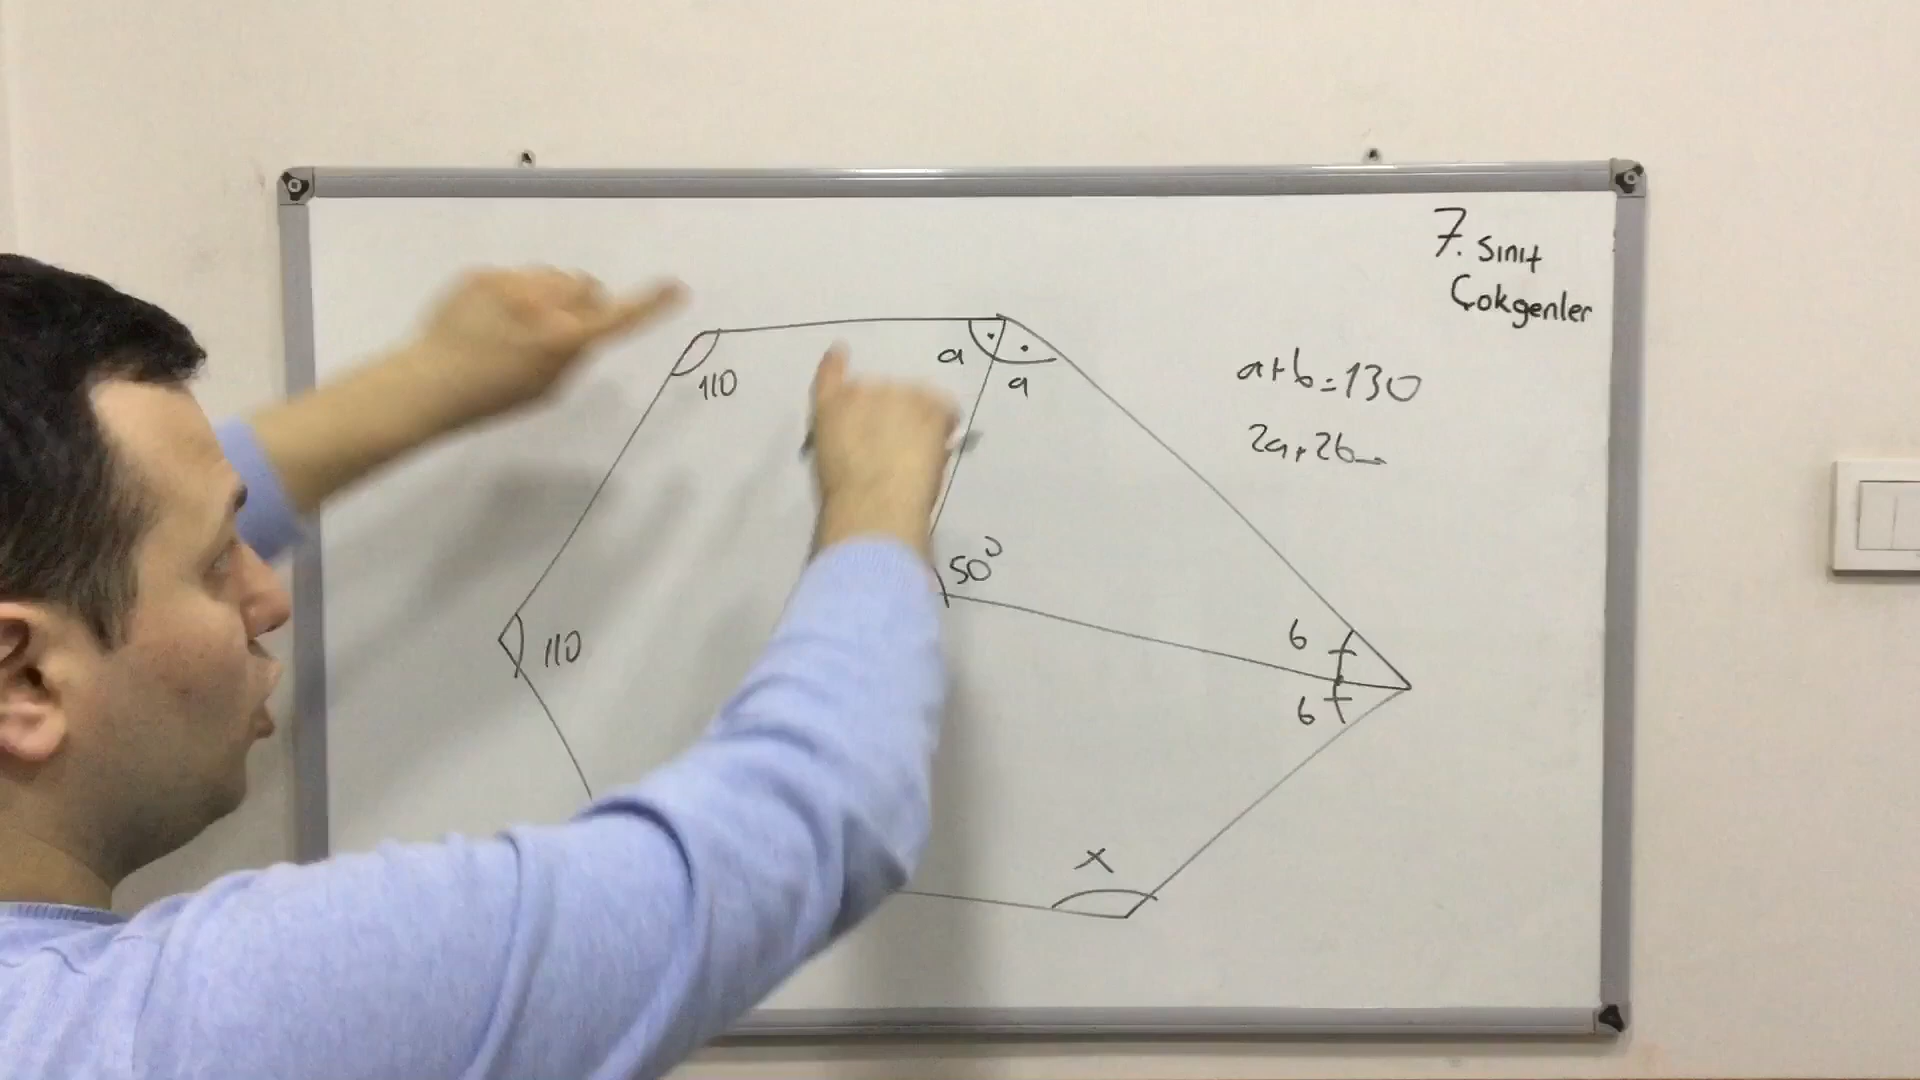 7. Sınıf
Çokgenler
110
a
a
a+b=130
2a+2b=
50°
110
b
b
x